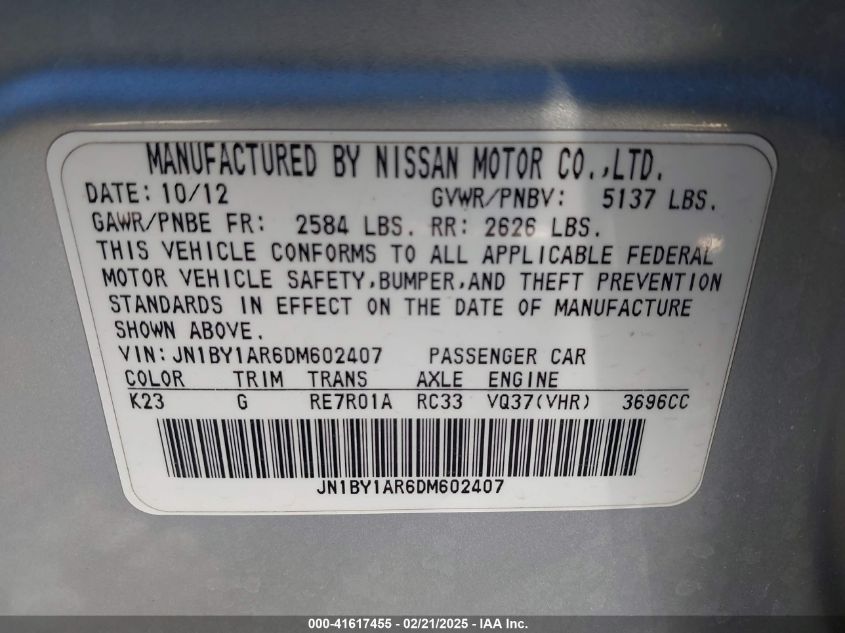 MANUFACTURED BY NISSAN MOTOR CO.,LTD.
DATE: 10/12 GVWR/PNBV: 5137 LBS.
GAWR/PNBE FR: 2584 LBS. RR: 2626 LBS.
THIS VEHICLE CONFORMS TO ALL APPLICABLE FEDERAL
MOTOR VEHICLE SAFETY,BUMPER,AND THEFT PREVENTION
STANDARDS IN EFFECT ON THE DATE OF MANUFACTURE
SHOWN ABOVE.
VIN: JN1BY1AR6DM602407 PASSENGER CAR
COLOR TRIM TRANS AXLE ENGINE
K23 G RE7R01A RC33 VQ37(VHR) 3696CC
JN1BY1AR6DM602407
000-41617455 - 02/21/2025 - IAA Inc.